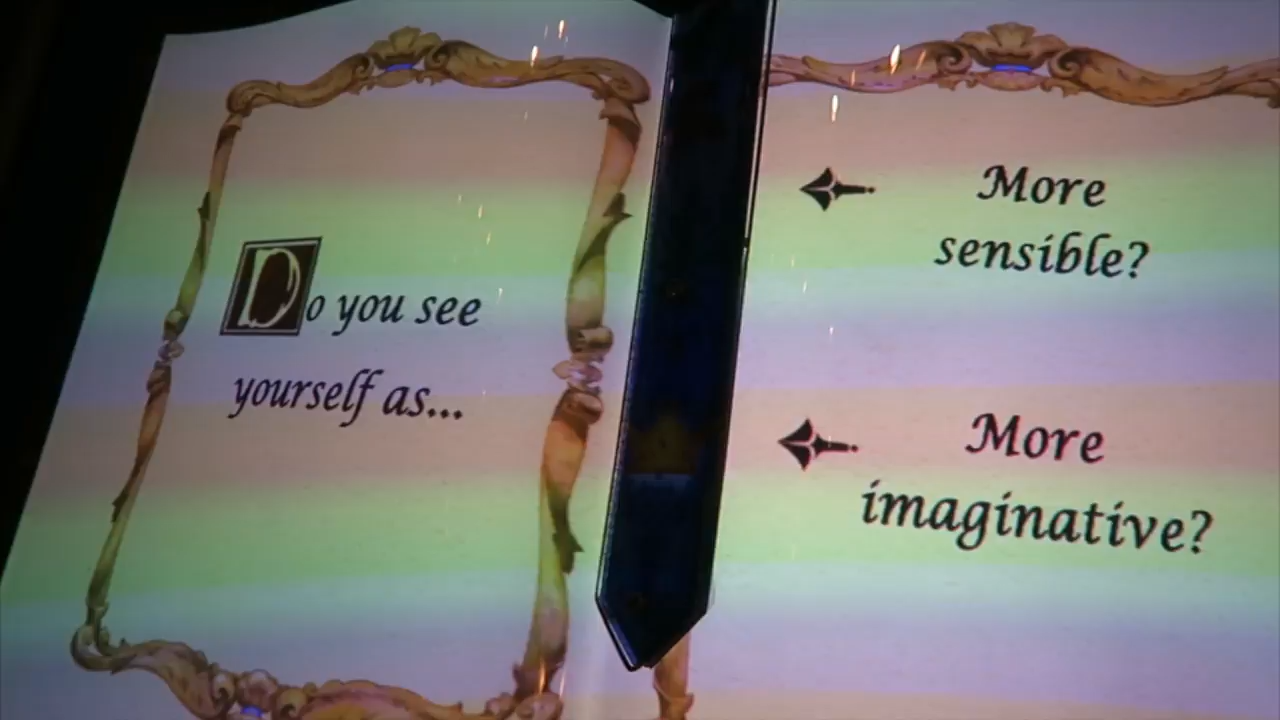 Do you see
yourself as...
More
sensible?
More
imaginative?